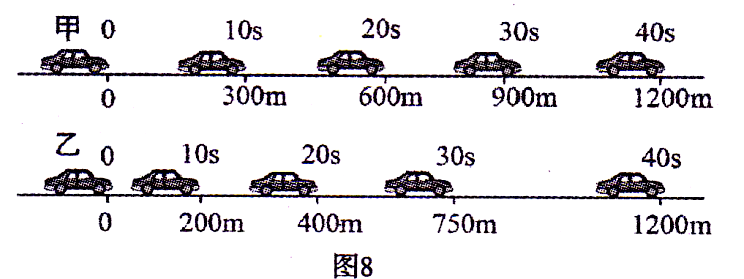 甲 0 10s 20s 30s 40s
0 300m 600m 900m 1200m
乙 0 10s 20s 30s 40s
0 200m 400m 750m 1200m
图8